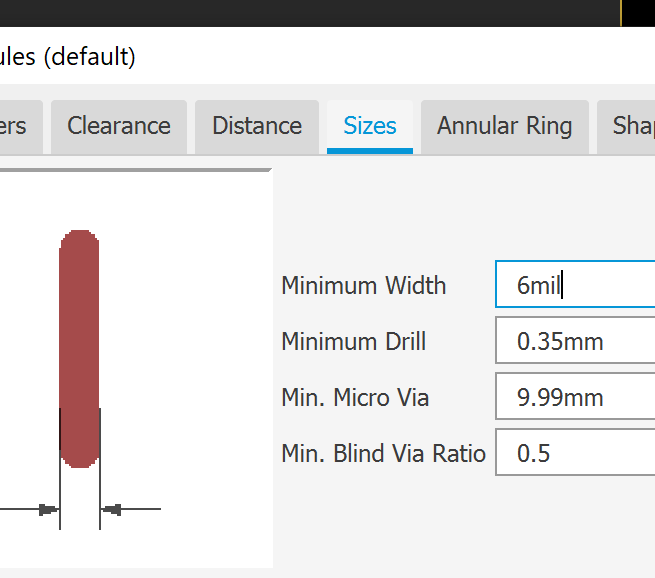 ules (default)
ers Clearance Distance Sizes Annular Ring Shap
Minimum Width 6mil
Minimum Drill 0.35mm
Min. Micro Via 9.99mm
Min. Blind Via Ratio 0.5